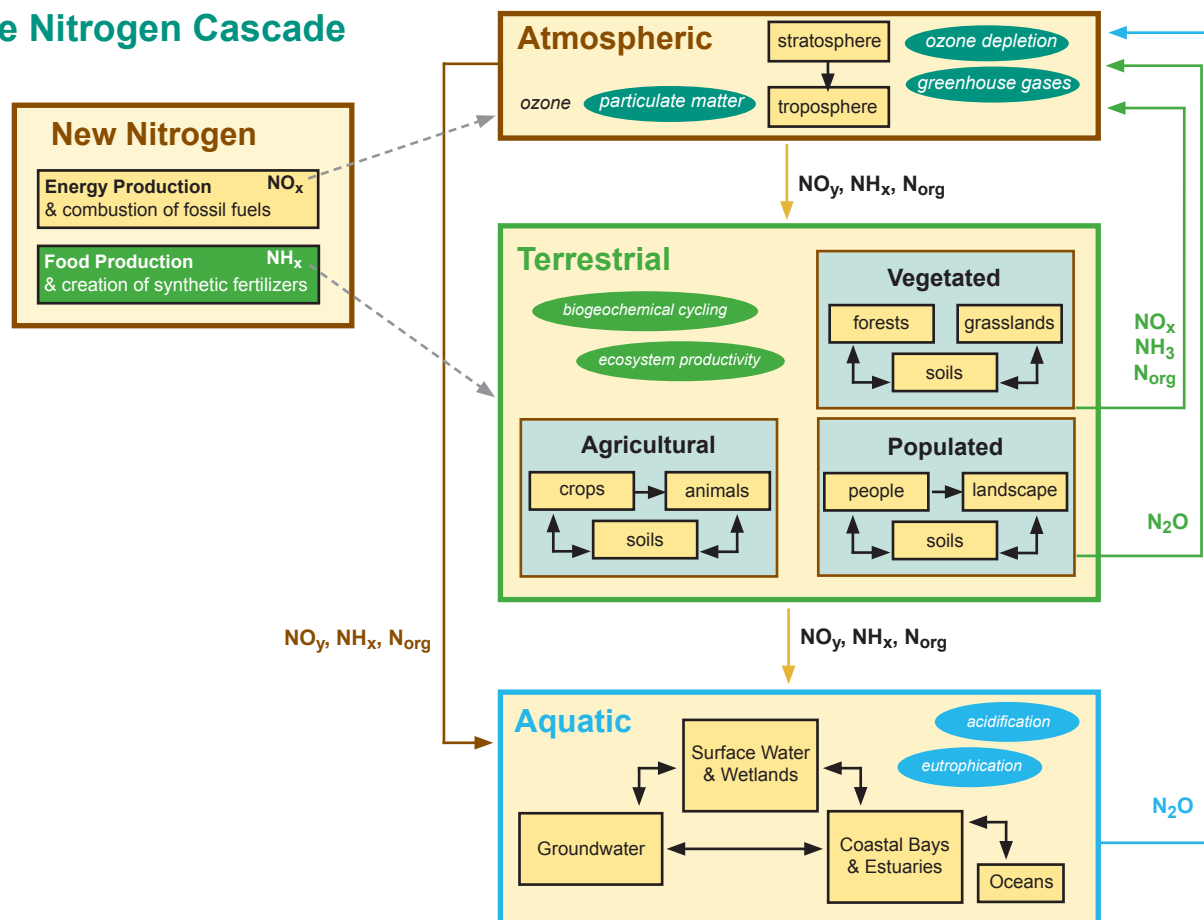 e Nitrogen Cascade
New Nitrogen
Energy Production NOx
& combustion of fossil fuels
Food Production NHx
& creation of synthetic fertilizers
Atmospheric
stratosphere
ozone depletion
greenhouse gases
ozone
particulate matter
troposphere
NOy, NHx, Norg
Terrestrial
biogeochemical cycling
ecosystem productivity
Vegetated
forests
grasslands
soils
Agricultural
crops
animals
soils
Populated
people
landscape
soils
NOx
NH3
Norg
N2O
NOy, NHx, Norg
NOy, NHx, Norg
Aquatic
acidification
eutrophication
Surface Water
& Wetlands
Groundwater
Coastal Bays
& Estuaries
Oceans
N2O